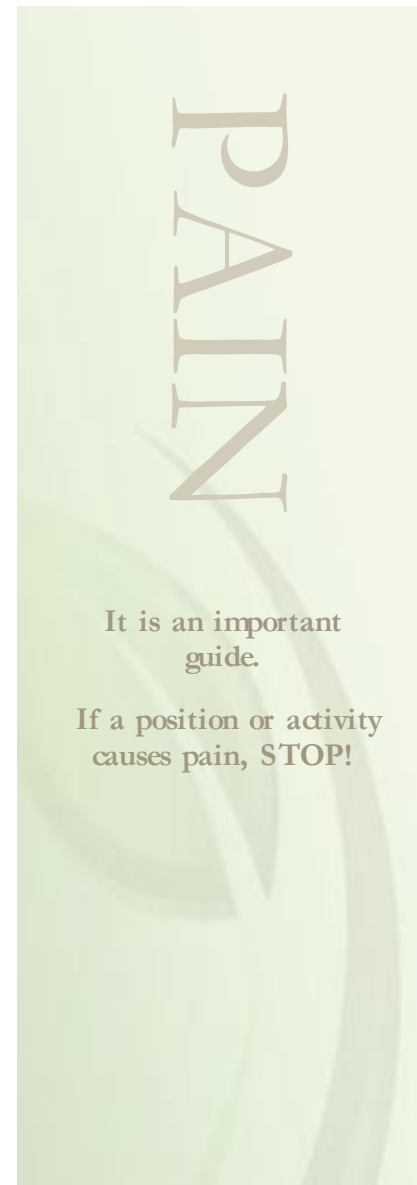 PAIN
It is an important
guide.
If a position or activity
causes pain, STOP!